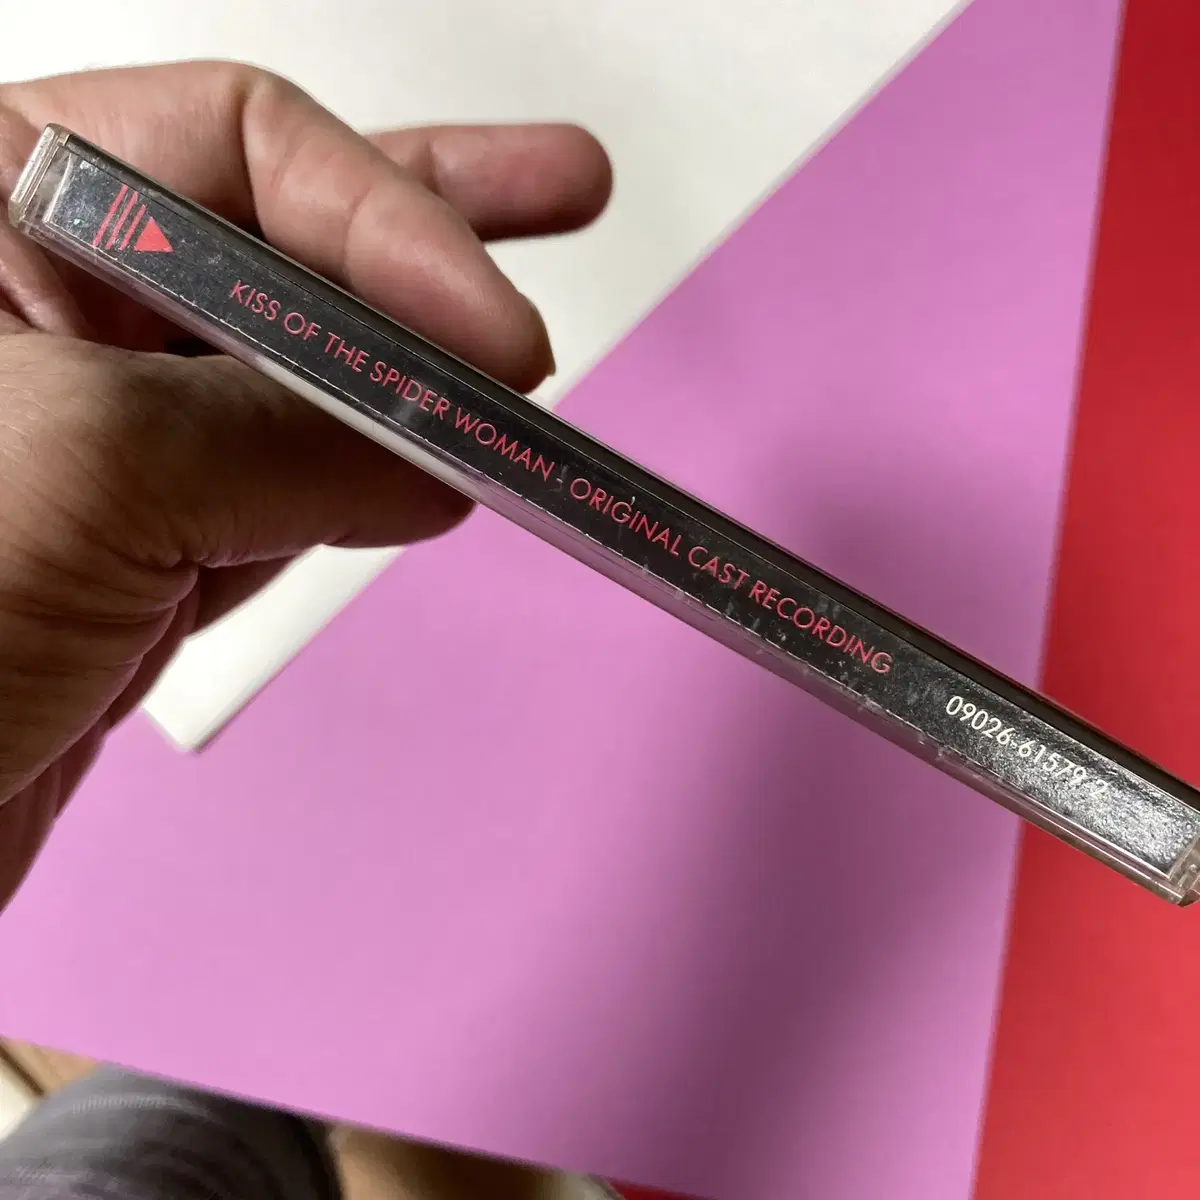 KISS OF THE SPIDER WOMAN - ORIGINAL CAST RECORDING
09026-61579-2